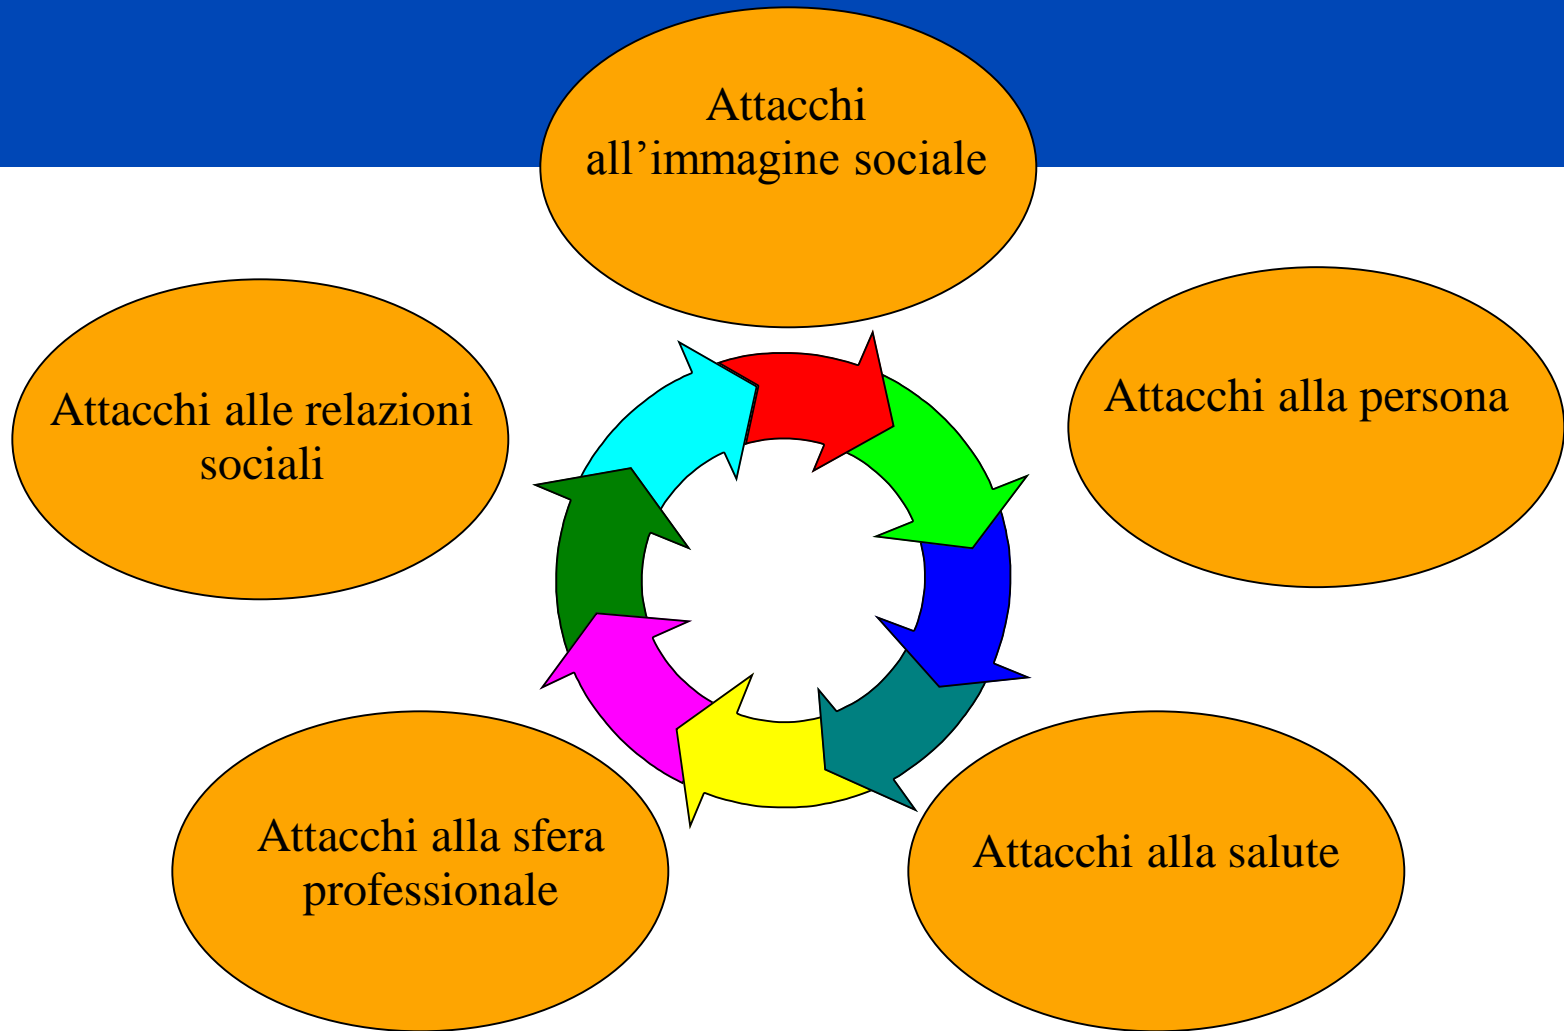 Attacchi
all’immagine sociale
Attacchi alle relazioni
sociali
Attacchi alla persona
Attacchi alla sfera
professionale
Attacchi alla salute